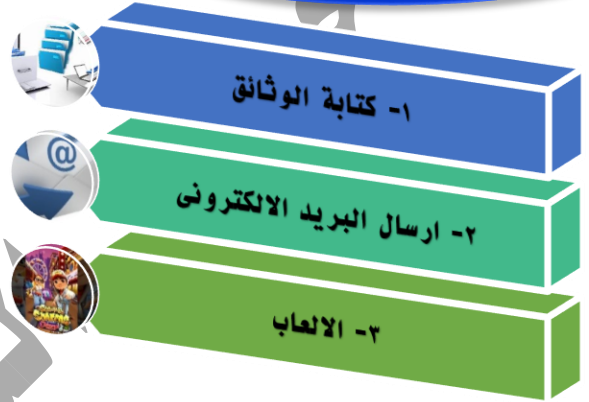 ١- كتابة الوثائق
٢- ارسال البريد الالكترونى
٣- الالعاب